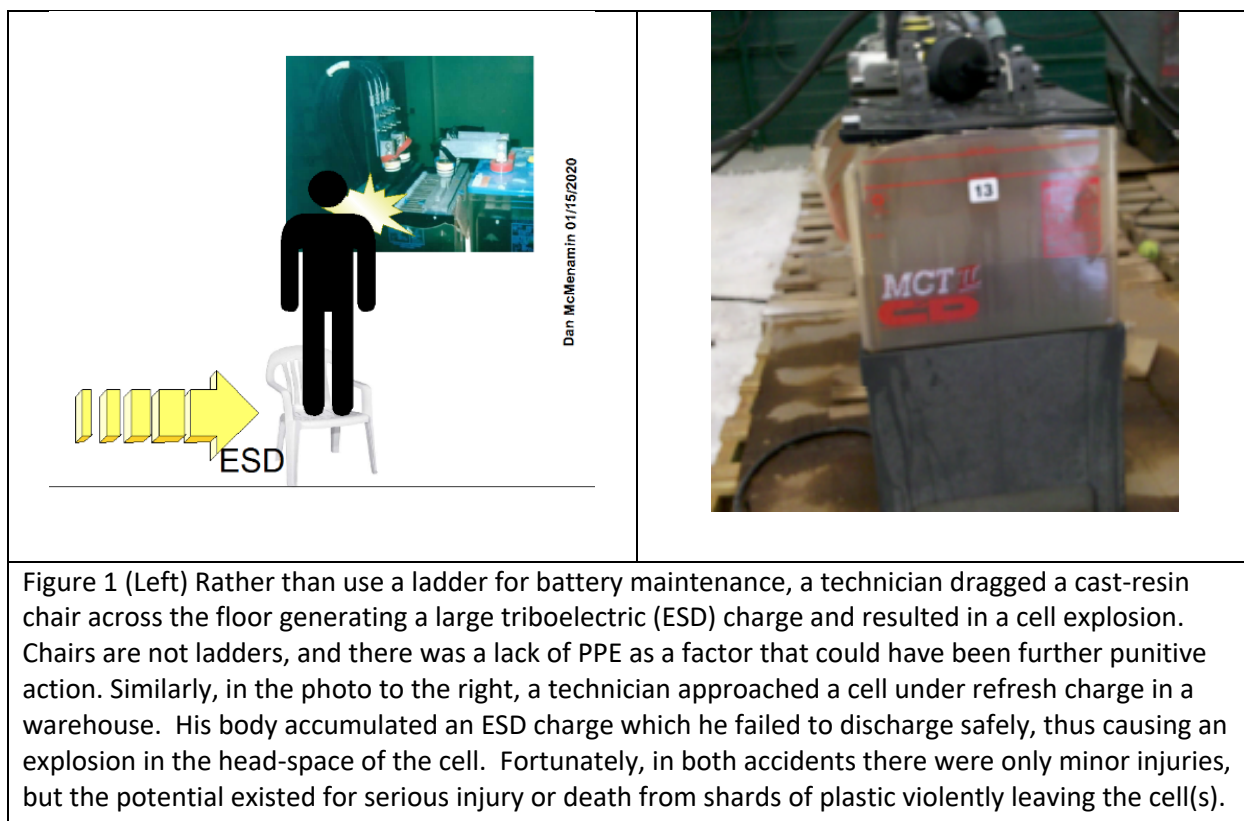 ESD
Dan McMenamin 01/15/2020
13
MCT II
CD
Figure 1 (Left) Rather than use a ladder for battery maintenance, a technician dragged a cast-resin
chair across the floor generating a large triboelectric (ESD) charge and resulted in a cell explosion.
Chairs are not ladders, and there was a lack of PPE as a factor that could have been further punitive
action. Similarly, in the photo to the right, a technician approached a cell under refresh charge in a
warehouse.  His body accumulated an ESD charge which he failed to discharge safely, thus causing an
explosion in the head-space of the cell.  Fortunately, in both accidents there were only minor injuries,
but the potential existed for serious injury or death from shards of plastic violently leaving the cell(s).